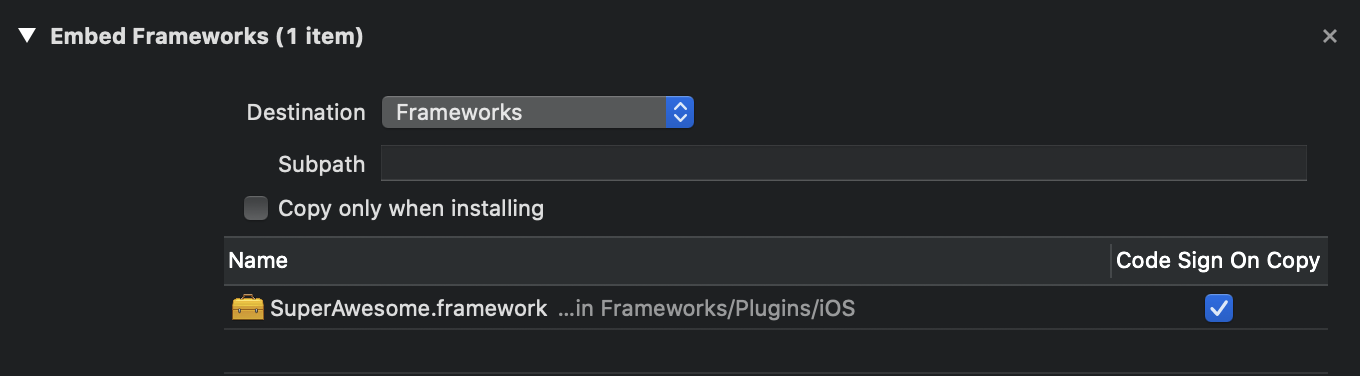 Embed Frameworks (1 item)
Destination Frameworks
Subpath
Copy only when installing
Name Code Sign On Copy
SuperAwesome.framework ...in Frameworks/Plugins/iOS